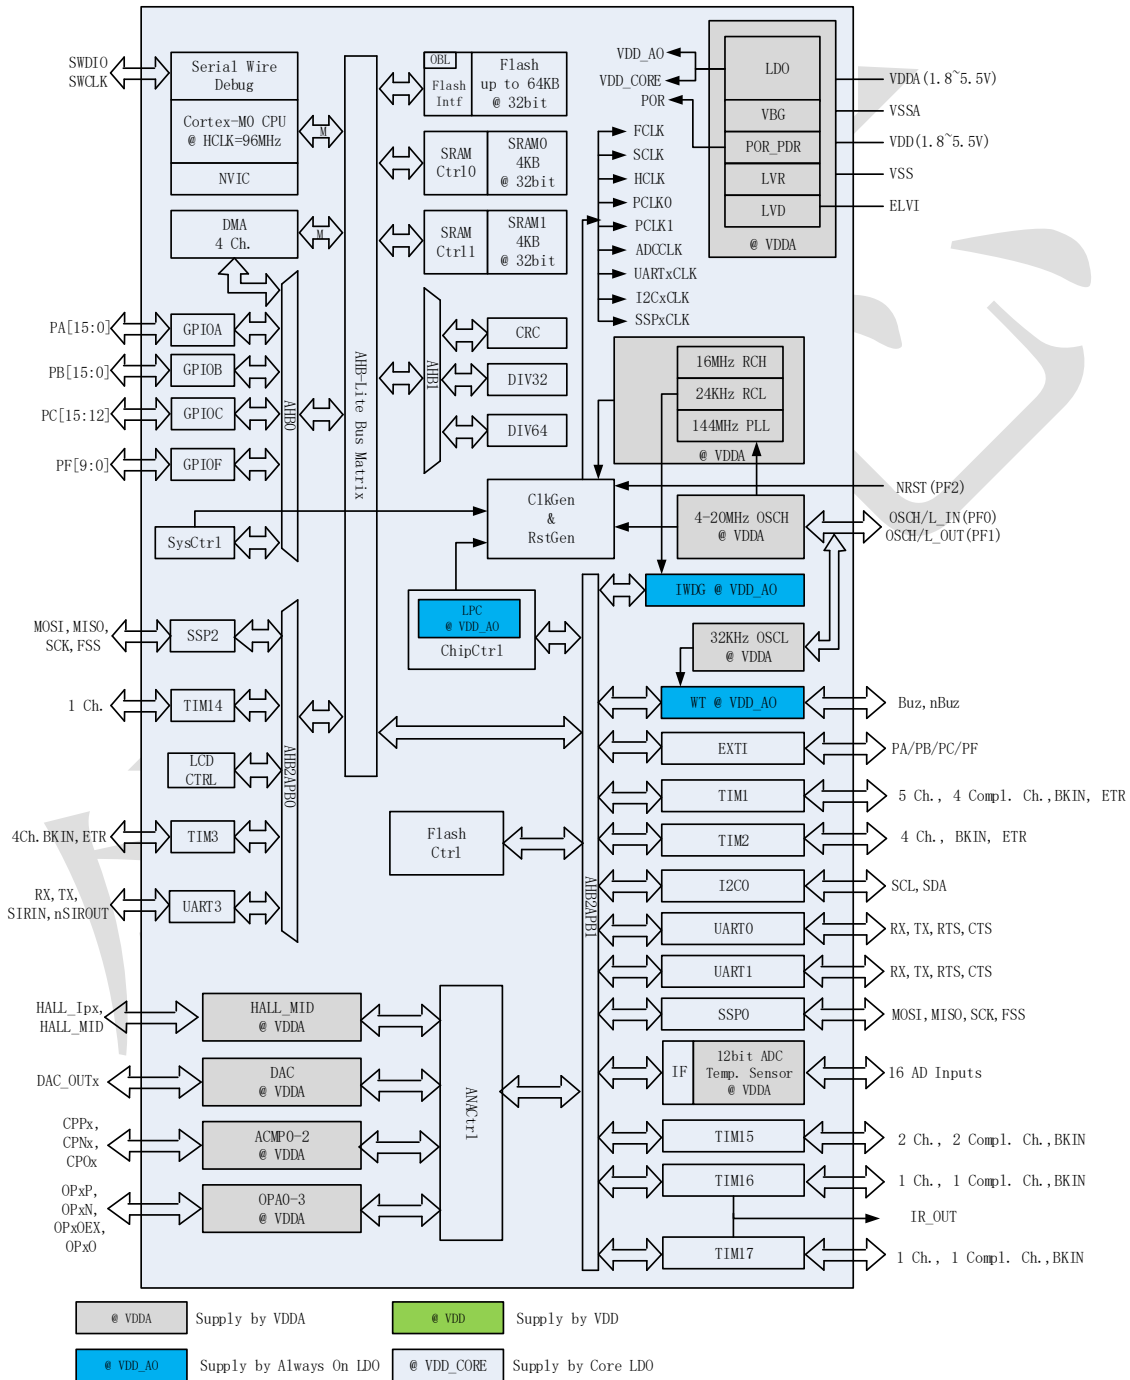 SWDIO
SWCLK
Serial Wire
Debug
Cortex-M0 CPU
@ HCLK=96MHz
NVIC
M
DMA
4 Ch.
M
OBL
Flash
Intf
Flash
up to 64KB
@ 32bit
SRAM
Ctrl0
SRAM0
4KB
@ 32bit
SRAM
Ctrl1
SRAM1
4KB
@ 32bit
VDD_AO
VDD_CORE
POR
LDO
VBG
POR_PDR
LVR
LVD
@ VDDA
VDDA(1.8~5.5V)
VSSA
VDD(1.8~5.5V)
VSS
ELVI
FCLK
SCLK
HCLK
PCLK0
PCLK1
ADCCLK
UARTxCLK
I2CxCLK
SSPxCLK
PA[15:0]
GPIOA
PB[15:0]
GPIOB
PC[15:12]
GPIOC
PF[9:0]
GPIOF
AHB0
AHB-Lite Bus Matrix
AHB1
CRC
DIV32
DIV64
16MHz RCH
24KHz RCL
144MHz PLL
@ VDDA
SysCtrl
ClkGen
&
RstGen
NRST(PF2)
4-20MHz OSCH
@ VDDA
OSCH/L_IN(PF0)
OSCH/L_OUT(PF1)
LPC
@ VDD_AO
ChipCtrl
IWDG @ VDD_AO
32KHz OSCL
@ VDDA
WT @ VDD_AO
Buz,nBuz
MOSI,MISO,
SCK,FSS
SSP2
1 Ch.
TIM14
LCD
CTRL
4Ch.BKIN,ETR
TIM3
RX,TX,
SIRIN,nSIROUT
UART3
AHB2APB0
Flash
Ctrl
AHB2APB1
EXTI
PA/PB/PC/PF
TIM1
5 Ch., 4 Compl. Ch.,BKIN, ETR
TIM2
4 Ch., BKIN, ETR
I2C0
SCL,SDA
UART0
RX,TX,RTS,CTS
UART1
RX,TX,RTS,CTS
SSP0
MOSI,MISO,SCK,FSS
IF
12bit ADC
Temp. Sensor
@ VDDA
16 AD Inputs
TIM15
2 Ch., 2 Compl. Ch.,BKIN
TIM16
1 Ch., 1 Compl. Ch.,BKIN
IR_OUT
TIM17
1 Ch., 1 Compl. Ch.,BKIN
HALL_Ipx,
HALL_MID
HALL_MID
@ VDDA
DAC_OUTx
DAC
@ VDDA
CPPx,
CPNx,
CPOx
ACMP0-2
@ VDDA
OPxP,
OPxN,
OPxOEX,
OPxO
OPA0-3
@ VDDA
ANACtrl
@ VDDA
Supply by VDDA
@ VDD
Supply by VDD
@ VDD_AO
Supply by Always On LDO
@ VDD_CORE
Supply by Core LDO